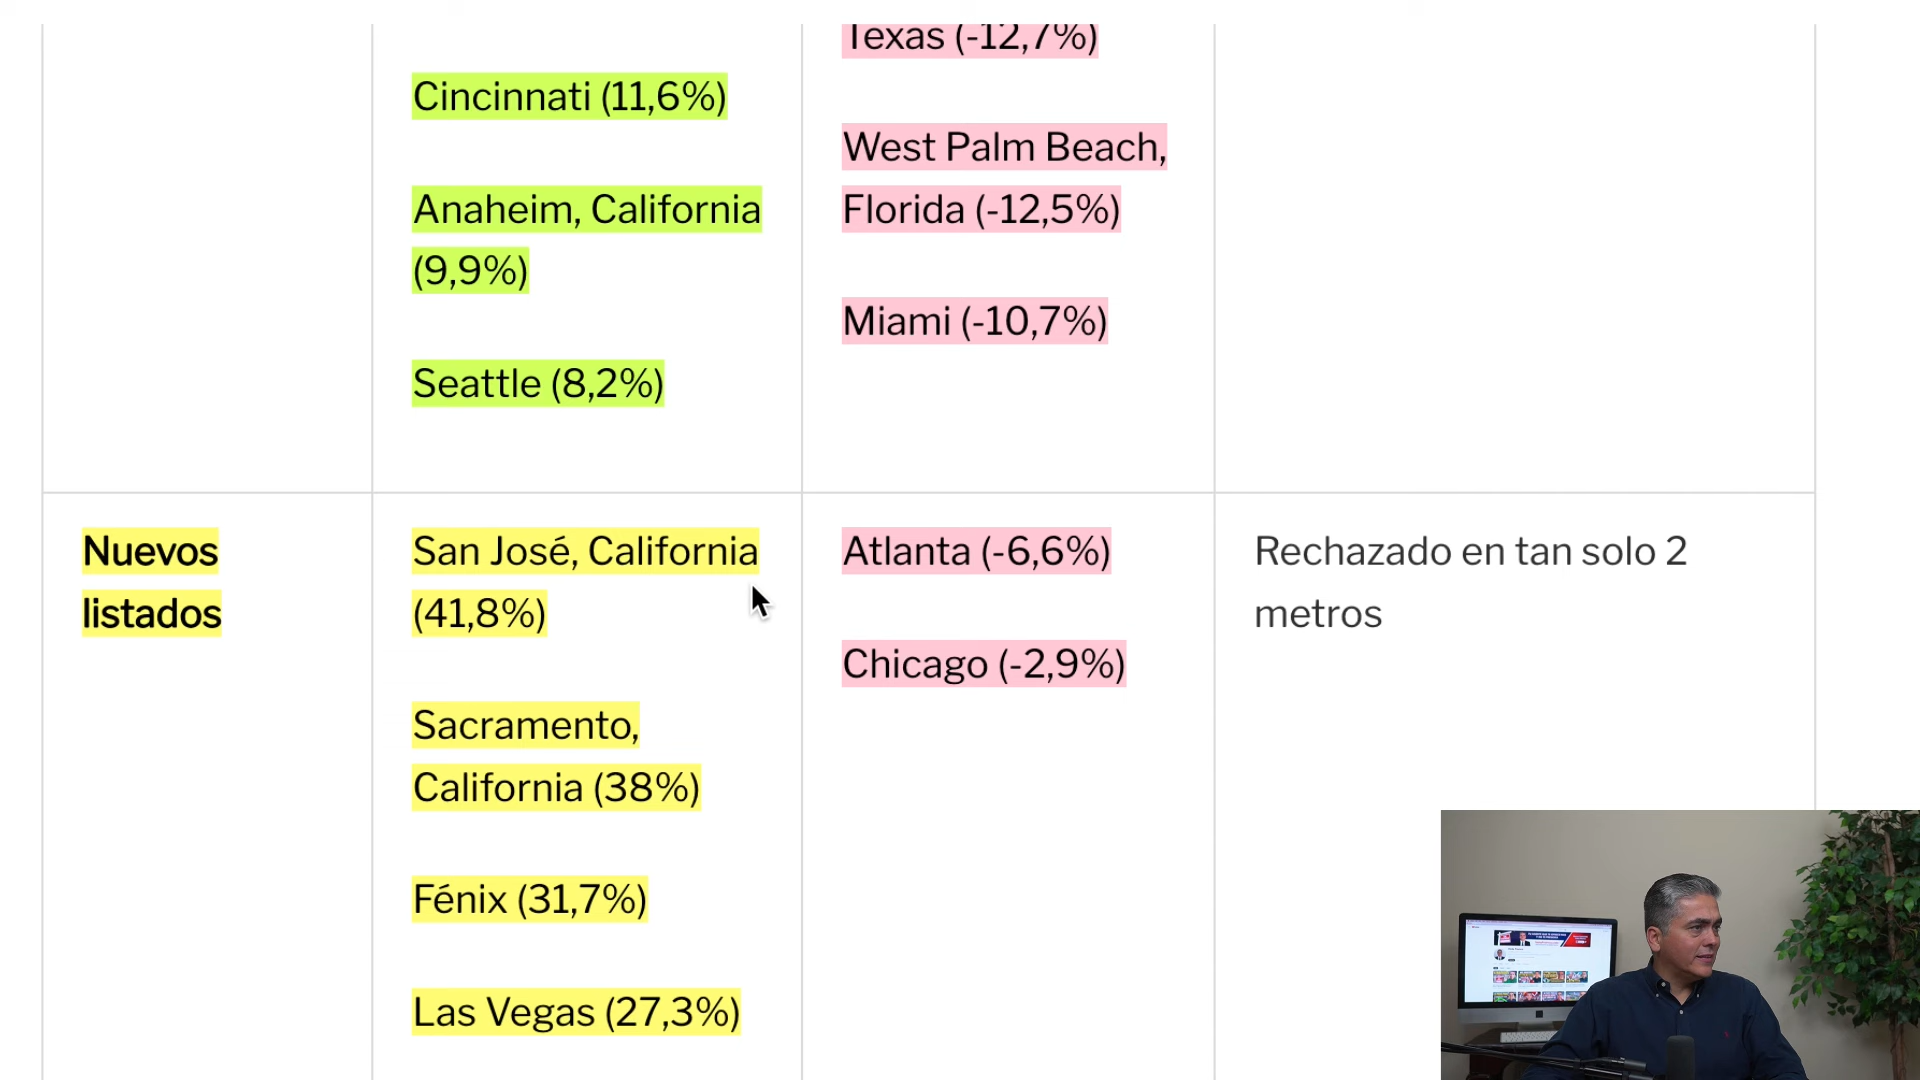 Texas (-12,7%)
Cincinnati (11,6%)
West Palm Beach,
Florida (-12,5%)
Anaheim, California
(9,9%)
Miami (-10,7%)
Seattle (8,2%)
Nuevos
listados
San José, California
(41,8%)
Sacramento,
California (38%)
Fénix (31,7%)
Las Vegas (27,3%)
Atlanta (-6,6%)
Chicago (-2,9%)
Rechazado en tan solo 2
metros